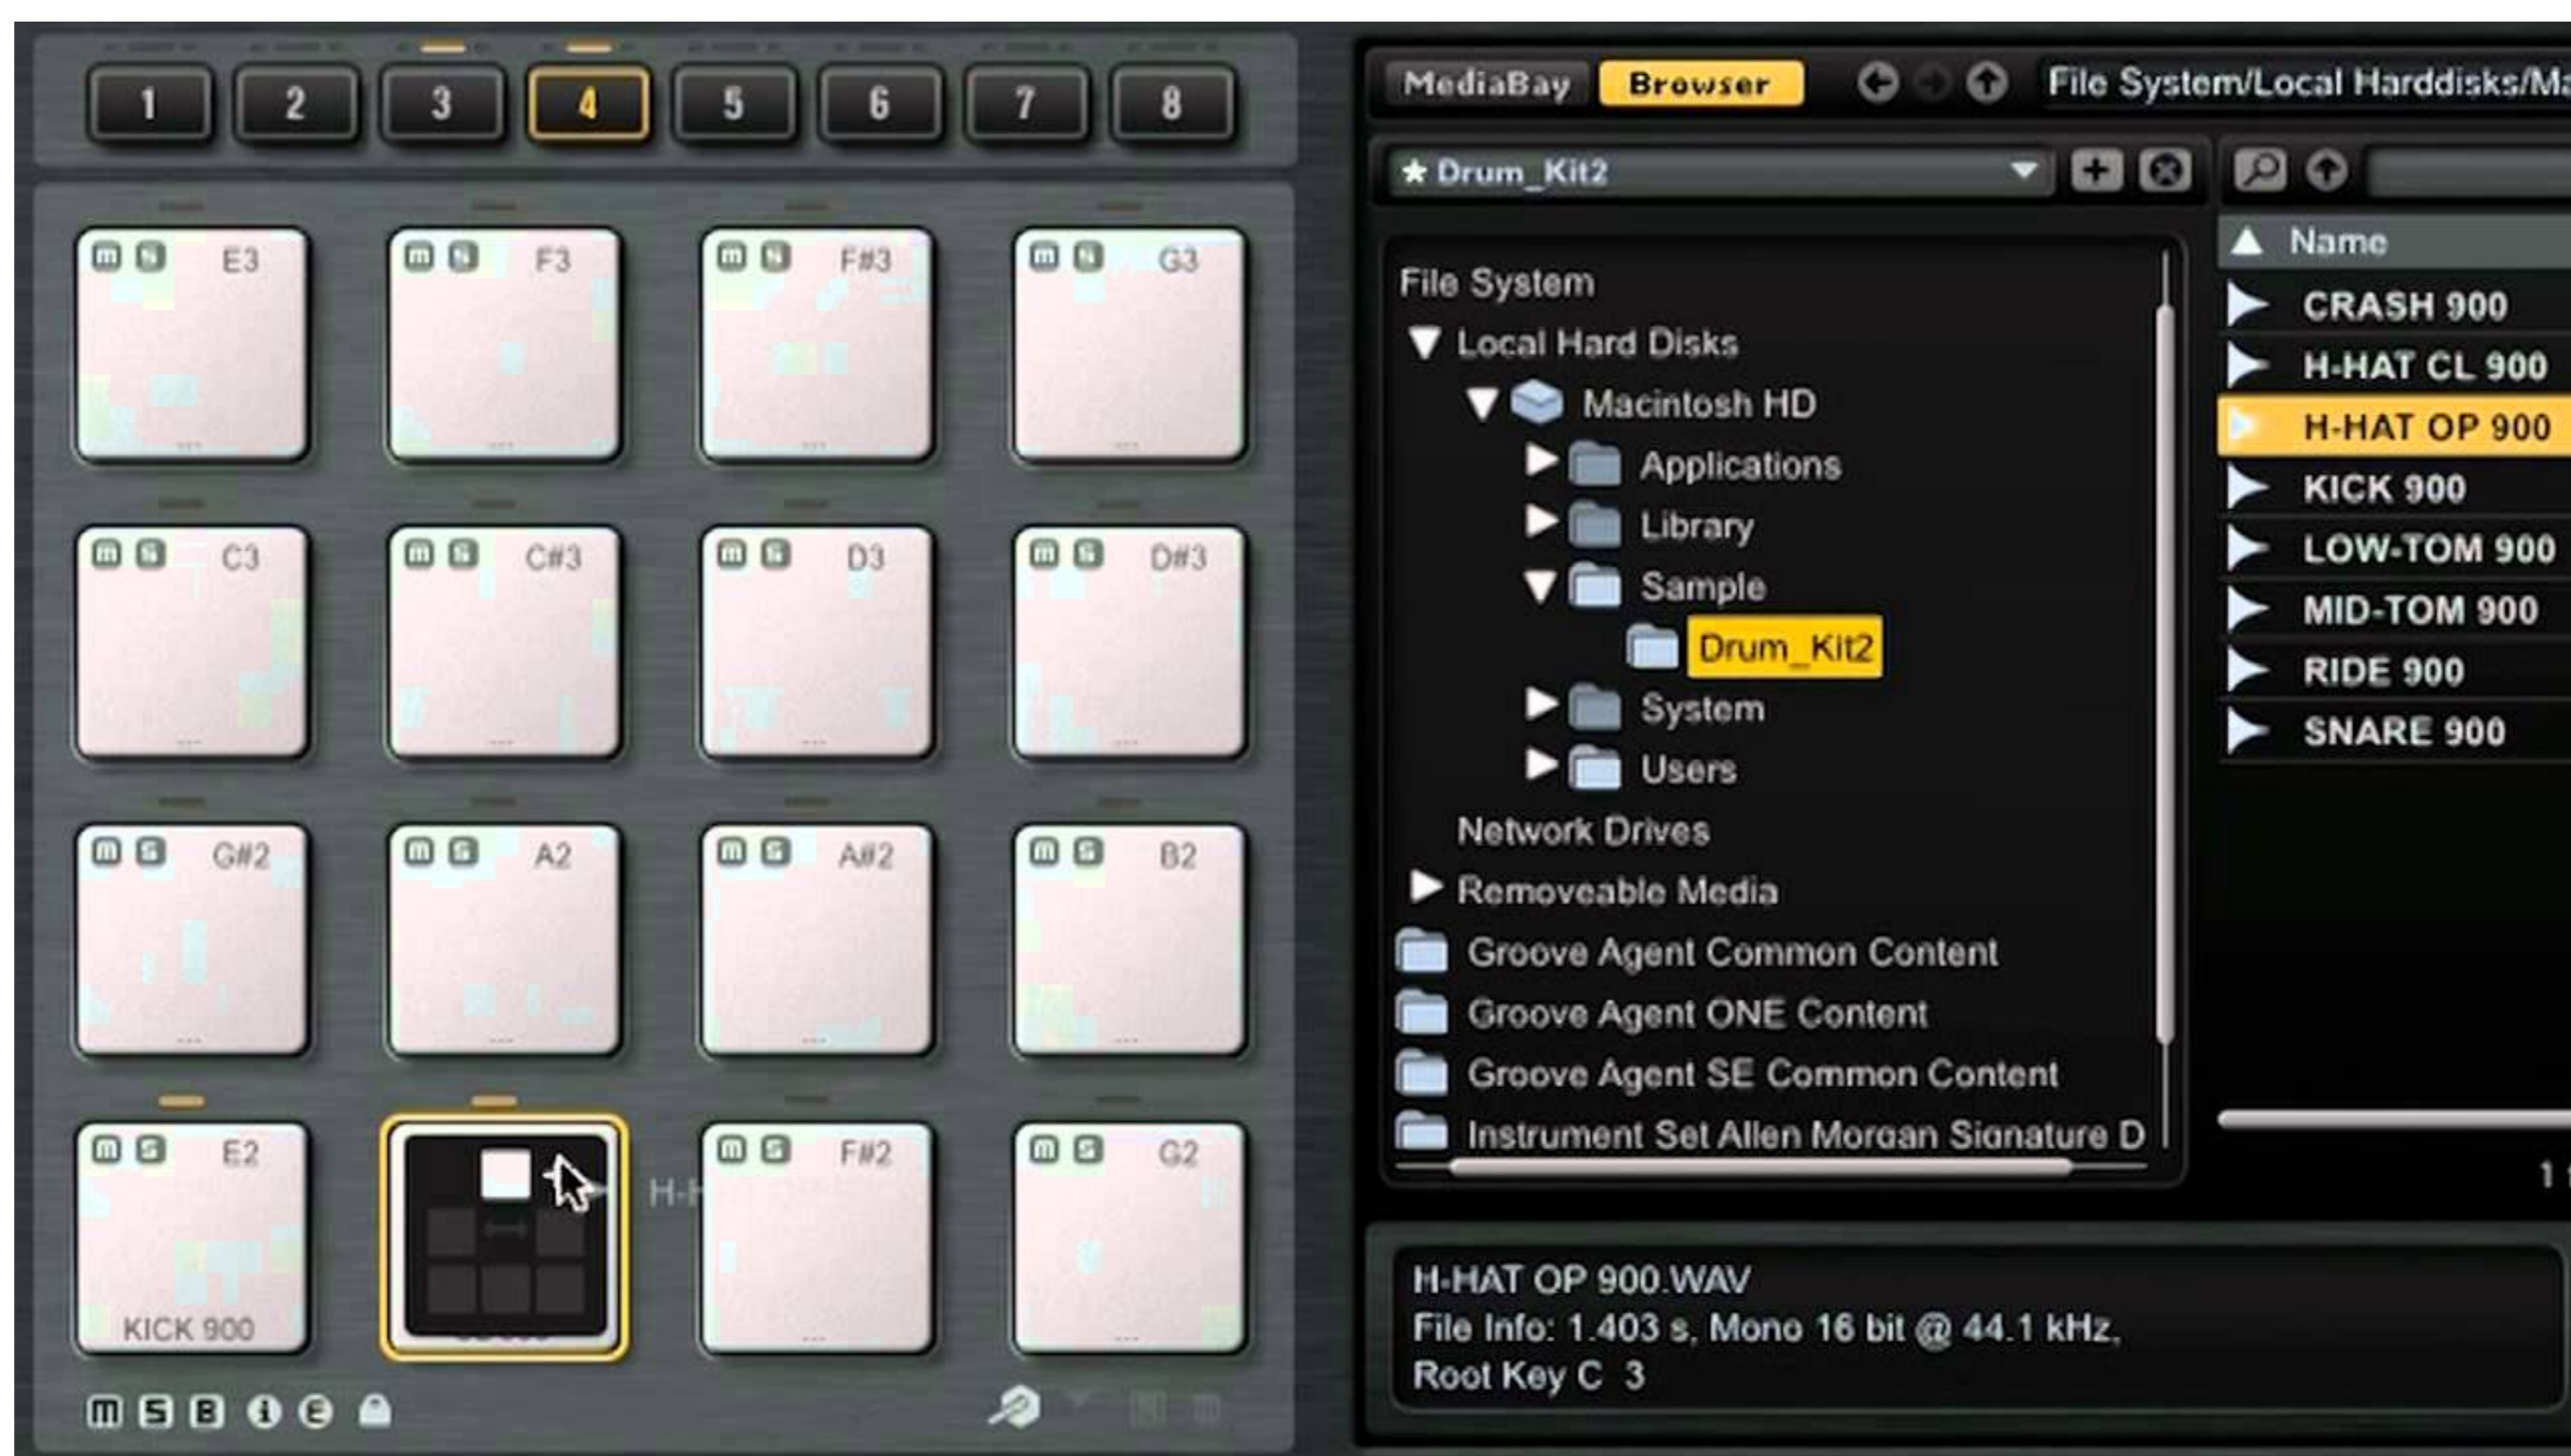 1 2 3 4 5 6 7 8
m S E3
m S F3
m S F#3
m S G3
m S C3
m S C#3
m S D3
m S D#3
m S G#2
m S A2
m S A#2
m S B2
m S E2
KICK 900
H-H
m S F#2
m S G2
m S B i E
MediaBay Browser
File System/Local Harddisks/Ma
★ Drum_Kit2
File System
Local Hard Disks
Macintosh HD
Applications
Library
Sample
Drum_Kit2
System
Users
Network Drives
Removeable Media
Groove Agent Common Content
Groove Agent ONE Content
Groove Agent SE Common Content
Instrument Set Allen Morgan Signature D
Name
CRASH 900
H-HAT CL 900
H-HAT OP 900
KICK 900
LOW-TOM 900
MID-TOM 900
RIDE 900
SNARE 900
H-HAT OP 900.WAV
File Info: 1.403 s, Mono 16 bit @ 44.1 kHz,
Root Key C 3